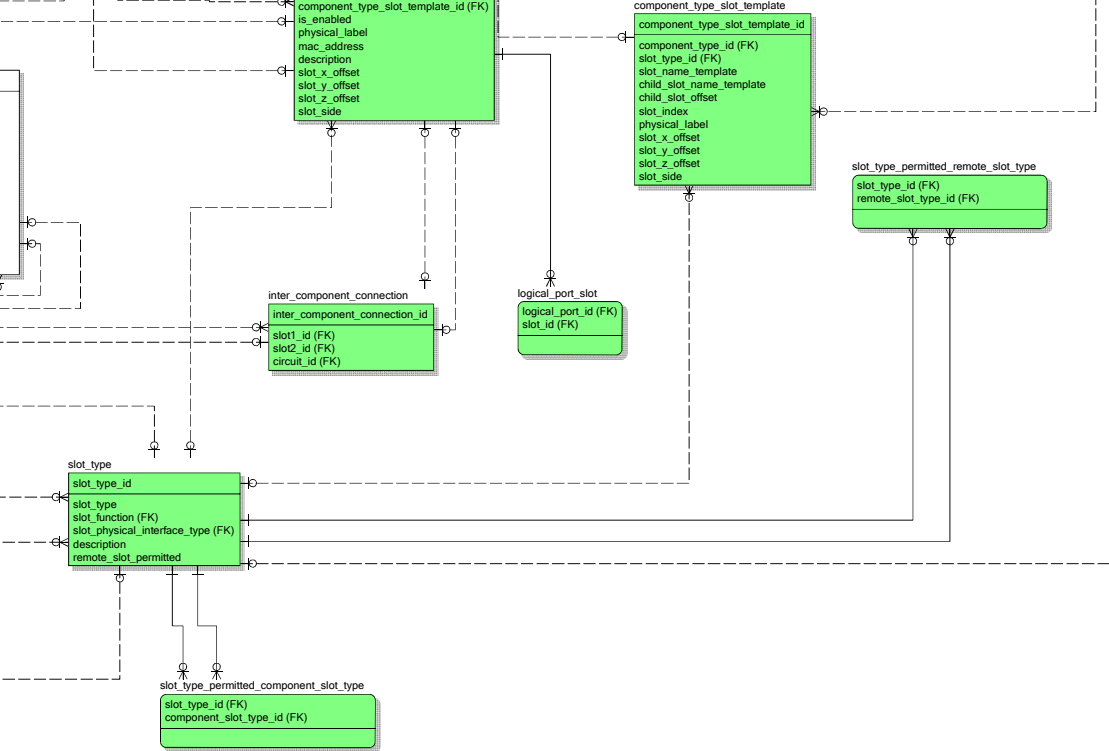 component_type_slot_template_id (FK)
is_enabled
physical_label
mac_address
description
slot_x_offset
slot_y_offset
slot_z_offset
slot_side
component_type_slot_template
component_type_slot_template_id
component_type_id (FK)
slot_type_id (FK)
slot_name_template
child_slot_name_template
child_slot_offset
slot_index
physical_label
slot_x_offset
slot_y_offset
slot_z_offset
slot_side
slot_type_permitted_remote_slot_type
slot_type_id (FK)
remote_slot_type_id (FK)
inter_component_connection
inter_component_connection_id
slot1_id (FK)
slot2_id (FK)
circuit_id (FK)
logical_port_slot
logical_port_id (FK)
slot_id (FK)
slot_type
slot_type_id
slot_type
slot_function (FK)
slot_physical_interface_type (FK)
description
remote_slot_permitted
slot_type_permitted_component_slot_type
slot_type_id (FK)
component_slot_type_id (FK)